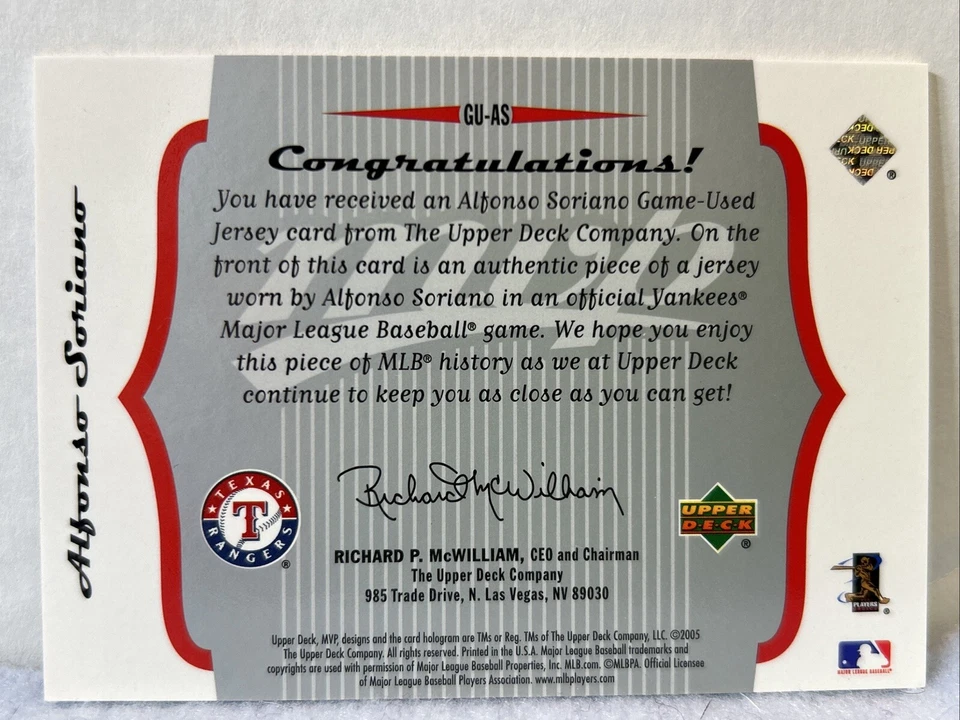 GU-AS
Congratulations!
You have received an Alfonso Soriano Game-Used
Jersey card from The Upper Deck Company. On the
front of this card is an authentic piece of a jersey
worn by Alfonso Soriano in an official Yankees®
Major League Baseball® game. We hope you enjoy
this piece of MLB® history as we at Upper Deck
continue to keep you as close as you can get!
mvp
Alfonso Soriano
Richard McWilliam
TEXAS
T
RANGERS
®
UPPER
DECK
®
RICHARD P. McWILLIAM, CEO and Chairman
The Upper Deck Company
985 Trade Drive, N. Las Vegas, NV 89030
Upper Deck, MVP, designs and the card hologram are TMs or Reg. TMs of The Upper Deck Company, LLC. ©2005
The Upper Deck Company. All rights reserved. Printed in the U.S.A. Major League Baseball trademarks and
copyrights are used with permission of Major League Baseball Properties, Inc. MLB.com. ©MLBPA. Official Licensee
of Major League Baseball Players Association. www.mlbplayers.com
®
PLAYERS
®
MAJOR LEAGUE BASEBALL